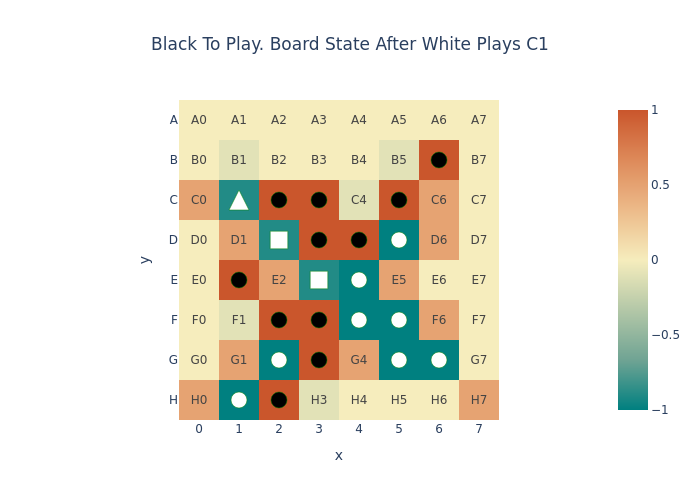 Black To Play. Board State After White Plays C1
A A0 A1 A2 A3 A4 A5 A6 A7
B B0 B1 B2 B3 B4 B5 B7
C C0 C4 C6 C7
D D0 D1 D6 D7
E E0 E2 E5 E6 E7
F F0 F1 F6 F7
G G0 G1 G4 G7
H H0 H3 H4 H5 H6 H7
0 1 2 3 4 5 6 7
x
y
1
0.5
0
−0.5
−1